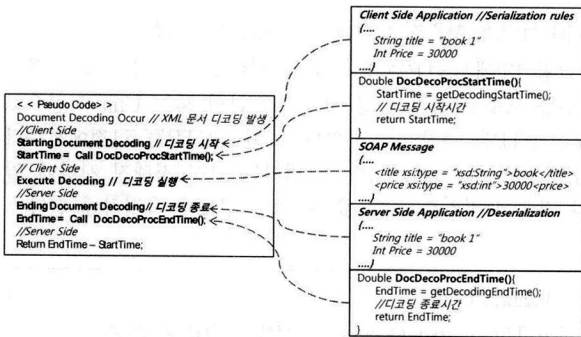 < < Pseudo Code> >
Document Decoding Occur // XML 문서 디코딩 발생
//Client Side
Starting Document Decoding // 디코딩 시작
StartTime = Call DocDecoProcStartTime();
// Client Side
Execute Decoding // 디코딩 실행
//Server Side
Ending Document Decoding // 디코딩 종료
EndTime = Call DocDecoProcEndTime();
//Server Side
Return EndTime – StartTime;
Client Side Application //Serialization rules
{....
String title = "book 1"
Int Price = 30000
....}
Double DocDecoProcStartTime(){
StartTime = getDecodingStartTime();
// 디코딩 시작시간
return StartTime;
}
SOAP Message
{....
<title xsi:type = "xsd:String">book</title>
<price xsi:type = "xsd:int">30000<price>
....}
Server Side Application //Deserialization
{....
String title = "book 1"
Int Price = 30000
....}
Double DocDecoProcEndTime(){
EndTime = getDecodingEndTime();
//디코딩 종료시간
return EndTime;
}